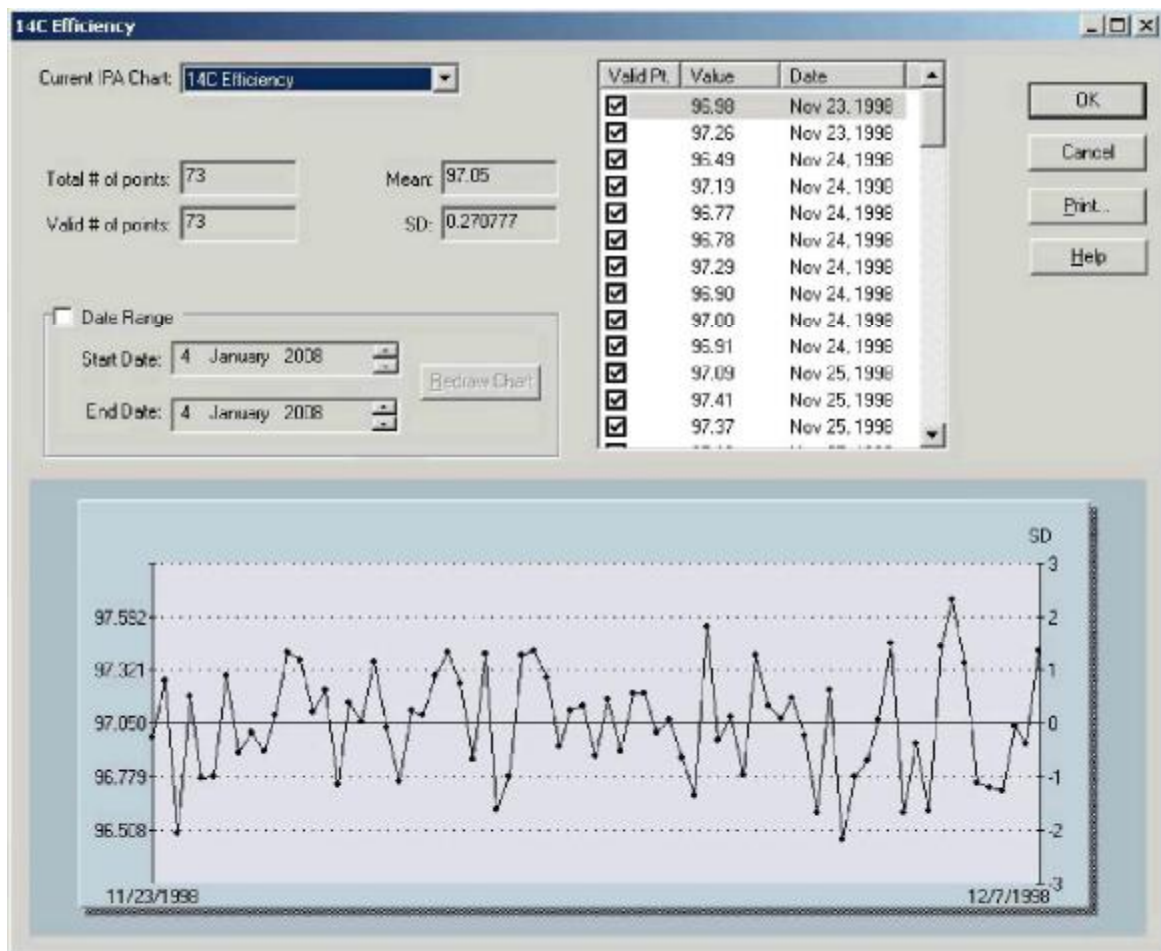 14C Efficiency
Current IPA Chart: 14C Efficiency
Total # of points: 73
Mean: 97.05
Valid # of points: 73
SD: 0.270777
Date Range
Start Date: 4 January 2008
End Date: 4 January 2008
Redraw Chart
Valid Pt. Value Date
96.98 Nov 23, 1998
97.26 Nov 23, 1998
96.49 Nov 24, 1998
97.19 Nov 24, 1998
96.77 Nov 24, 1998
96.78 Nov 24, 1998
97.29 Nov 24, 1998
96.90 Nov 24, 1998
97.00 Nov 24, 1998
96.91 Nov 24, 1998
97.09 Nov 25, 1998
97.41 Nov 25, 1998
97.37 Nov 25, 1998
OK
Cancel
Print...
Help
SD
97.592
97.321
97.050
96.779
96.508
3
2
1
0
-1
-2
-3
11/23/1998
12/7/1998